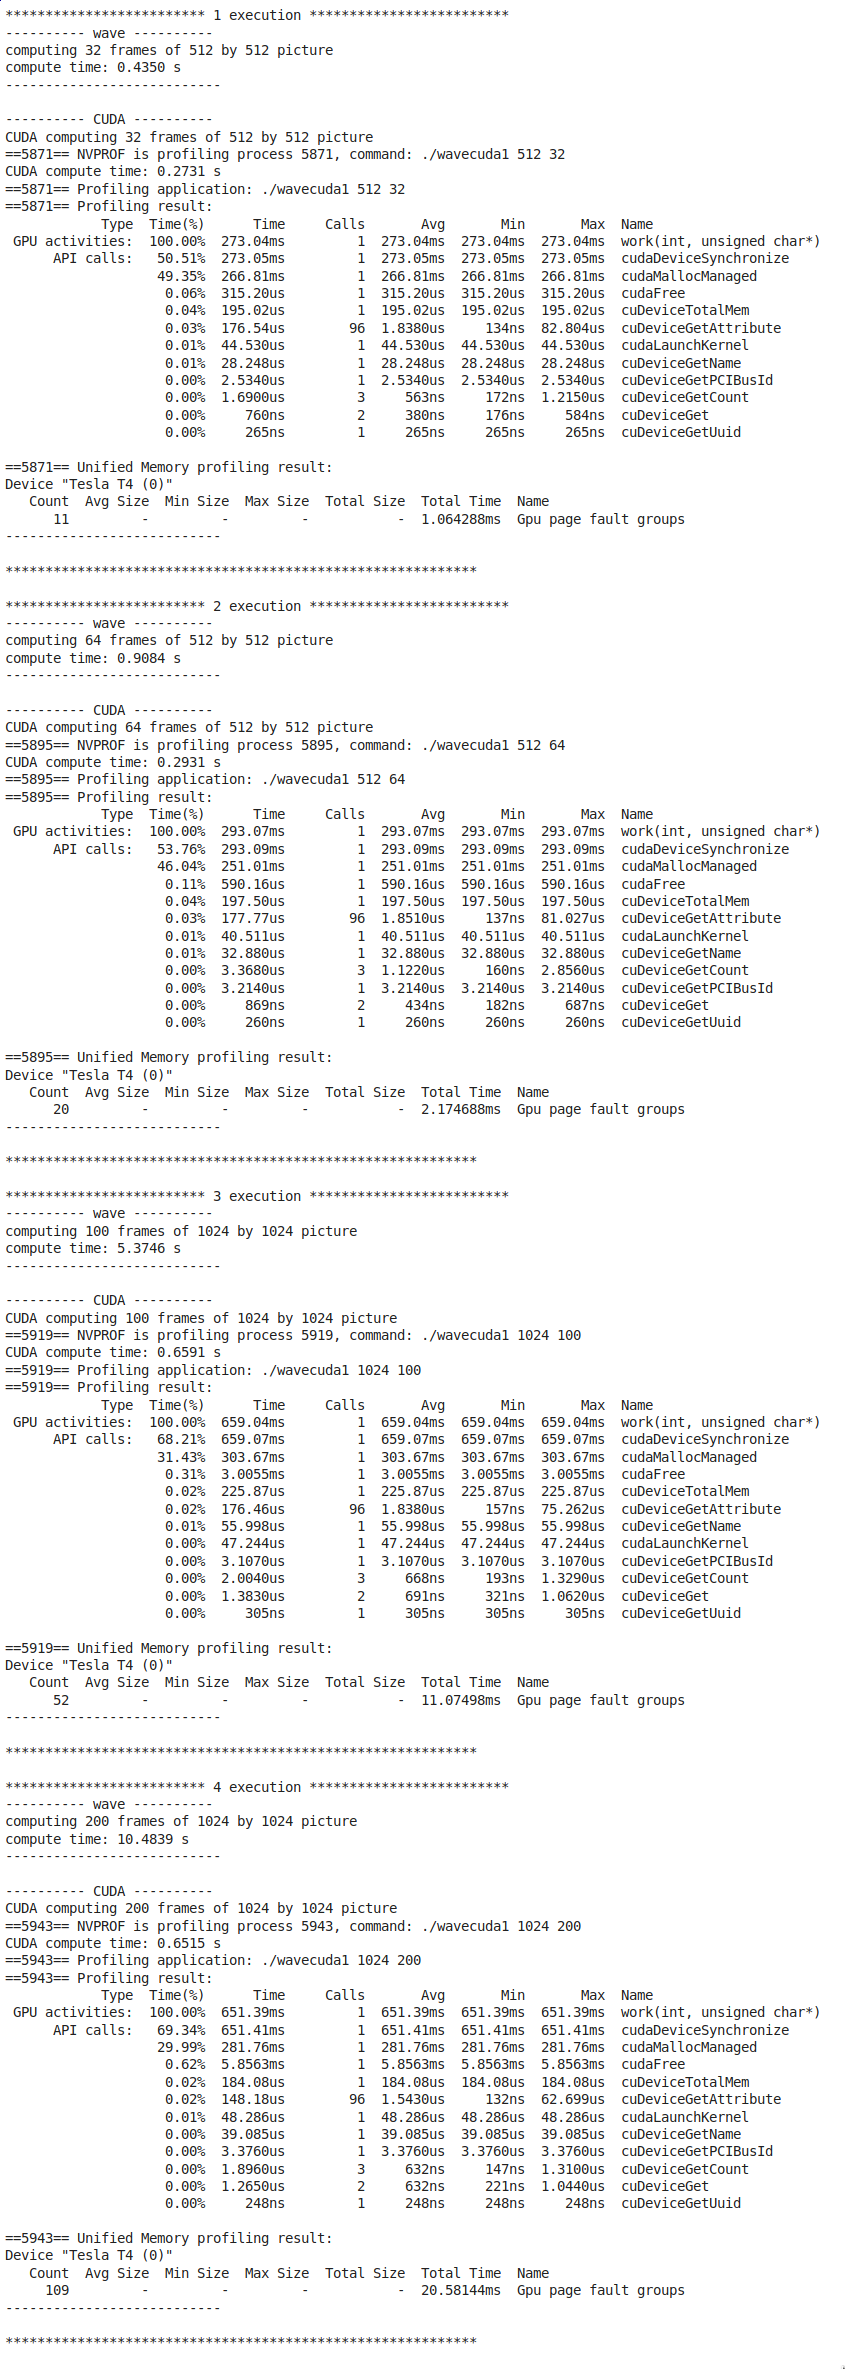 ************************* 1 execution *************************
---------- wave ----------
computing 32 frames of 512 by 512 picture
compute time: 0.4350 s
---------------------------
---------- CUDA ----------
CUDA computing 32 frames of 512 by 512 picture
==5871== NVPROF is profiling process 5871, command: ./wavecuda1 512 32
CUDA compute time: 0.2731 s
==5871== Profiling application: ./wavecuda1 512 32
==5871== Profiling result:
            Type  Time(%)      Time     Calls       Avg       Min       Max  Name
 GPU activities:  100.00%  273.04ms         1  273.04ms  273.04ms  273.04ms  work(int, unsigned char*)
      API calls:   50.51%  273.05ms         1  273.05ms  273.05ms  273.05ms  cudaDeviceSynchronize
                   49.35%  266.81ms         1  266.81ms  266.81ms  266.81ms  cudaMallocManaged
                    0.06%  315.20us         1  315.20us  315.20us  315.20us  cudaFree
                    0.04%  195.02us         1  195.02us  195.02us  195.02us  cuDeviceTotalMem
                    0.03%  176.54us        96  1.8380us     134ns  82.804us  cuDeviceGetAttribute
                    0.01%  44.530us         1  44.530us  44.530us  44.530us  cudaLaunchKernel
                    0.01%  28.248us         1  28.248us  28.248us  28.248us  cuDeviceGetName
                    0.00%  2.5340us         1  2.5340us  2.5340us  2.5340us  cuDeviceGetPCIBusId
                    0.00%  1.6900us         3     563ns     172ns  1.2150us  cuDeviceGetCount
                    0.00%     760ns         2     380ns     176ns     584ns  cuDeviceGet
                    0.00%     265ns         1     265ns     265ns     265ns  cuDeviceGetUuid
==5871== Unified Memory profiling result:
Device "Tesla T4 (0)"
   Count  Avg Size  Min Size  Max Size  Total Size  Total Time  Name
      11         -         -         -           -  1.064288ms  Gpu page fault groups
---------------------------
***********************************************************
************************* 2 execution *************************
---------- wave ----------
computing 64 frames of 512 by 512 picture
compute time: 0.9084 s
---------------------------
---------- CUDA ----------
CUDA computing 64 frames of 512 by 512 picture
==5895== NVPROF is profiling process 5895, command: ./wavecuda1 512 64
CUDA compute time: 0.2931 s
==5895== Profiling application: ./wavecuda1 512 64
==5895== Profiling result:
            Type  Time(%)      Time     Calls       Avg       Min       Max  Name
 GPU activities:  100.00%  293.07ms         1  293.07ms  293.07ms  293.07ms  work(int, unsigned char*)
      API calls:   53.76%  293.09ms         1  293.09ms  293.09ms  293.09ms  cudaDeviceSynchronize
                   46.04%  251.01ms         1  251.01ms  251.01ms  251.01ms  cudaMallocManaged
                    0.11%  590.16us         1  590.16us  590.16us  590.16us  cudaFree
                    0.04%  197.50us         1  197.50us  197.50us  197.50us  cuDeviceTotalMem
                    0.03%  177.77us        96  1.8510us     137ns  81.027us  cuDeviceGetAttribute
                    0.01%  40.511us         1  40.511us  40.511us  40.511us  cudaLaunchKernel
                    0.01%  32.880us         1  32.880us  32.880us  32.880us  cuDeviceGetName
                    0.00%  3.3680us         3  1.1220us     160ns  2.8560us  cuDeviceGetCount
                    0.00%  3.2140us         1  3.2140us  3.2140us  3.2140us  cuDeviceGetPCIBusId
                    0.00%     869ns         2     434ns     182ns     687ns  cuDeviceGet
                    0.00%     260ns         1     260ns     260ns     260ns  cuDeviceGetUuid
==5895== Unified Memory profiling result:
Device "Tesla T4 (0)"
   Count  Avg Size  Min Size  Max Size  Total Size  Total Time  Name
      20         -         -         -           -  2.174688ms  Gpu page fault groups
---------------------------
***********************************************************
************************* 3 execution *************************
---------- wave ----------
computing 100 frames of 1024 by 1024 picture
compute time: 5.3746 s
---------------------------
---------- CUDA ----------
CUDA computing 100 frames of 1024 by 1024 picture
==5919== NVPROF is profiling process 5919, command: ./wavecuda1 1024 100
CUDA compute time: 0.6591 s
==5919== Profiling application: ./wavecuda1 1024 100
==5919== Profiling result:
            Type  Time(%)      Time     Calls       Avg       Min       Max  Name
 GPU activities:  100.00%  659.04ms         1  659.04ms  659.04ms  659.04ms  work(int, unsigned char*)
      API calls:   68.21%  659.07ms         1  659.07ms  659.07ms  659.07ms  cudaDeviceSynchronize
                   31.43%  303.67ms         1  303.67ms  303.67ms  303.67ms  cudaMallocManaged
                    0.31%  3.0055ms         1  3.0055ms  3.0055ms  3.0055ms  cudaFree
                    0.02%  225.87us         1  225.87us  225.87us  225.87us  cuDeviceTotalMem
                    0.02%  176.46us        96  1.8380us     157ns  75.262us  cuDeviceGetAttribute
                    0.01%  55.998us         1  55.998us  55.998us  55.998us  cuDeviceGetName
                    0.00%  47.244us         1  47.244us  47.244us  47.244us  cudaLaunchKernel
                    0.00%  3.1070us         1  3.1070us  3.1070us  3.1070us  cuDeviceGetPCIBusId
                    0.00%  2.0040us         3     668ns     193ns  1.3290us  cuDeviceGetCount
                    0.00%  1.3830us         2     691ns     321ns  1.0620us  cuDeviceGet
                    0.00%     305ns         1     305ns     305ns     305ns  cuDeviceGetUuid
==5919== Unified Memory profiling result:
Device "Tesla T4 (0)"
   Count  Avg Size  Min Size  Max Size  Total Size  Total Time  Name
      52         -         -         -           -  11.07498ms  Gpu page fault groups
---------------------------
***********************************************************
************************* 4 execution *************************
---------- wave ----------
computing 200 frames of 1024 by 1024 picture
compute time: 10.4839 s
---------------------------
---------- CUDA ----------
CUDA computing 200 frames of 1024 by 1024 picture
==5943== NVPROF is profiling process 5943, command: ./wavecuda1 1024 200
CUDA compute time: 0.6515 s
==5943== Profiling application: ./wavecuda1 1024 200
==5943== Profiling result:
            Type  Time(%)      Time     Calls       Avg       Min       Max  Name
 GPU activities:  100.00%  651.39ms         1  651.39ms  651.39ms  651.39ms  work(int, unsigned char*)
      API calls:   69.34%  651.41ms         1  651.41ms  651.41ms  651.41ms  cudaDeviceSynchronize
                   29.99%  281.76ms         1  281.76ms  281.76ms  281.76ms  cudaMallocManaged
                    0.62%  5.8563ms         1  5.8563ms  5.8563ms  5.8563ms  cudaFree
                    0.02%  184.08us         1  184.08us  184.08us  184.08us  cuDeviceTotalMem
                    0.02%  148.18us        96  1.5430us     132ns  62.699us  cuDeviceGetAttribute
                    0.01%  48.286us         1  48.286us  48.286us  48.286us  cudaLaunchKernel
                    0.00%  39.085us         1  39.085us  39.085us  39.085us  cuDeviceGetName
                    0.00%  3.3760us         1  3.3760us  3.3760us  3.3760us  cuDeviceGetPCIBusId
                    0.00%  1.8960us         3     632ns     147ns  1.3100us  cuDeviceGetCount
                    0.00%  1.2650us         2     632ns     221ns  1.0440us  cuDeviceGet
                    0.00%     248ns         1     248ns     248ns     248ns  cuDeviceGetUuid
==5943== Unified Memory profiling result:
Device "Tesla T4 (0)"
   Count  Avg Size  Min Size  Max Size  Total Size  Total Time  Name
     109         -         -         -           -  20.58144ms  Gpu page fault groups
---------------------------
***********************************************************